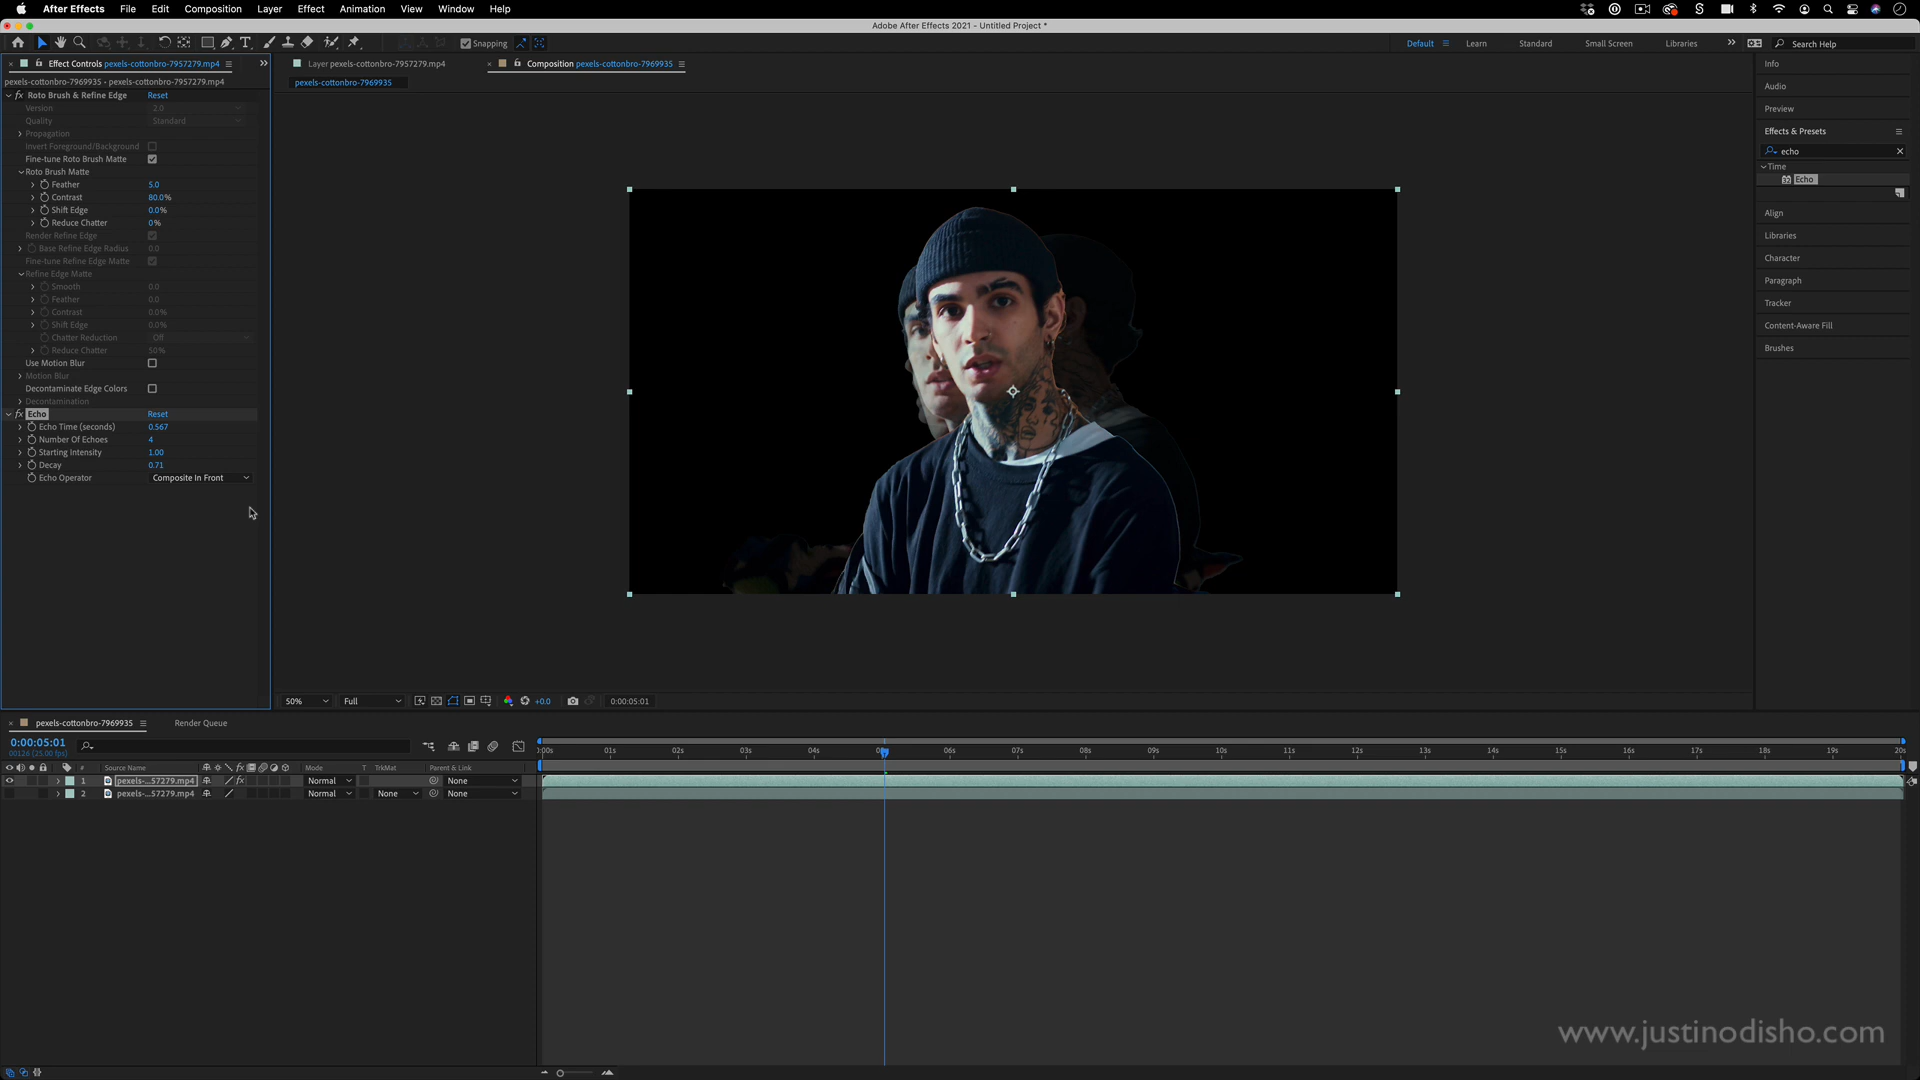 After Effects File Edit Composition Layer Effect Animation View Window Help
Adobe After Effects 2021 - Untitled Project *
Snapping Default Learn Standard Small Screen Libraries Search Help
Effect Controls pexels-cottonbro-7957279.mp4 Layer pexels-cottonbro-7957279.mp4 Composition pexels-cottonbro-7969935
pexels-cottonbro-7969935 • pexels-cottonbro-7957279.mp4 pexels-cottonbro-7969935
fx Roto Brush & Refine Edge Reset
Version 2.0
Quality Standard
Propagation
Invert Foreground/Background
Fine-tune Roto Brush Matte
Roto Brush Matte
Feather 5.0
Contrast 80.0%
Shift Edge 0.0%
Reduce Chatter 0%
Render Refine Edge
Base Refine Edge Radius 0.0
Fine-tune Refine Edge Matte
Refine Edge Matte
Smooth 0.0
Feather 0.0
Contrast 0.0%
Shift Edge 0.0%
Chatter Reduction Off
Reduce Chatter 50%
Use Motion Blur
Motion Blur
Decontaminate Edge Colors
Decontamination
fx Echo Reset
Echo Time (seconds) 0.567
Number Of Echoes 4
Starting Intensity 1.00
Decay 0.71
Echo Operator Composite In Front
Info
Audio
Preview
Effects & Presets
echo
Time
32 Echo
Align
Libraries
Character
Paragraph
Tracker
Content-Aware Fill
Brushes
50% Full +0.0 0:00:05:01
pexels-cottonbro-7969935 Render Queue
0:00:05:01
00126 (25.00 fps)
:00s 01s 02s 03s 04s 06s 07s 08s 09s 10s 11s 12s 13s 14s 15s 16s 17s 18s 19s 20s
# Source Name fx Mode T TrkMat Parent & Link
1 pexels-...57279.mp4 fx Normal None
2 pexels-...57279.mp4 Normal None None
www.justinodisho.com